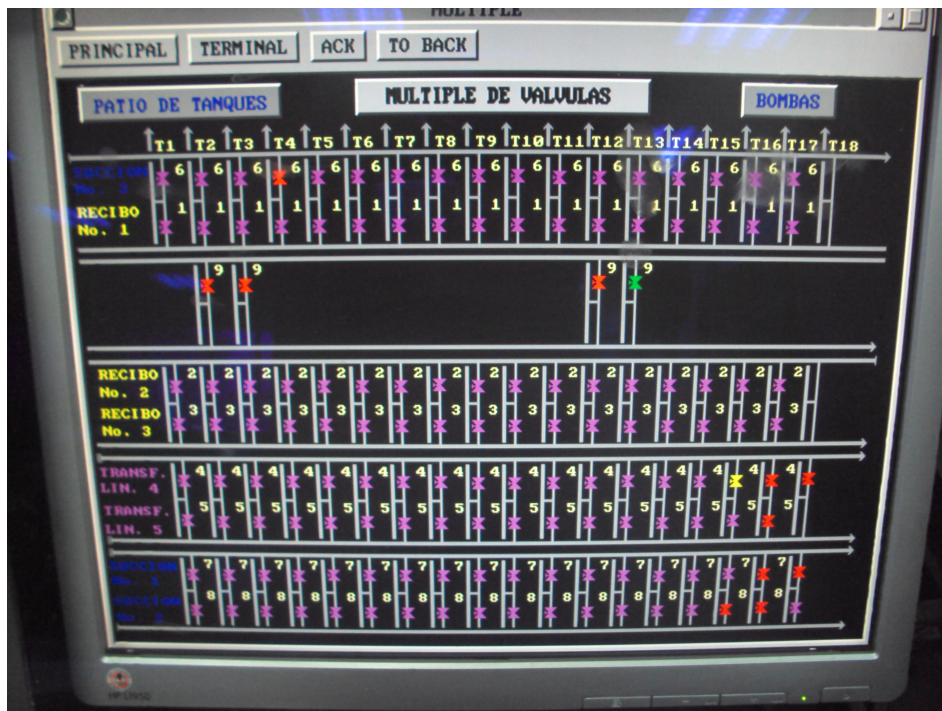 MULTIPLE
PRINCIPAL TERMINAL ACK TO BACK
PATIO DE TANQUES MULTIPLE DE VALVULAS BOMBAS
T1 T2 T3 T4 T5 T6 T7 T8 T9 T10 T11 T12 T13 T14 T15 T16 T17 T18
SUCCION 6 6 6 6 6 6 6 6 6 6 6 6 6 6 6 6 6
No. 3
RECIBO 1 1 1 1 1 1 1 1 1 1 1 1 1 1 1 1 1
No. 1
9 9 9 9
RECIBO 2 2 2 2 2 2 2 2 2 2 2 2 2 2 2 2 2
No. 2
RECIBO 3 3 3 3 3 3 3 3 3 3 3 3 3 3 3 3 3
No. 3
TRANSF. 4 4 4 4 4 4 4 4 4 4 4 4 4 4 4 4 4
LIN. 4
TRANSF. 5 5 5 5 5 5 5 5 5 5 5 5 5 5 5 5 5
LIN. 5
SUCCION 7 7 7 7 7 7 7 7 7 7 7 7 7 7 7 7 7
No. 1
SUCCION 8 8 8 8 8 8 8 8 8 8 8 8 8 8 8 8 8
No. 2